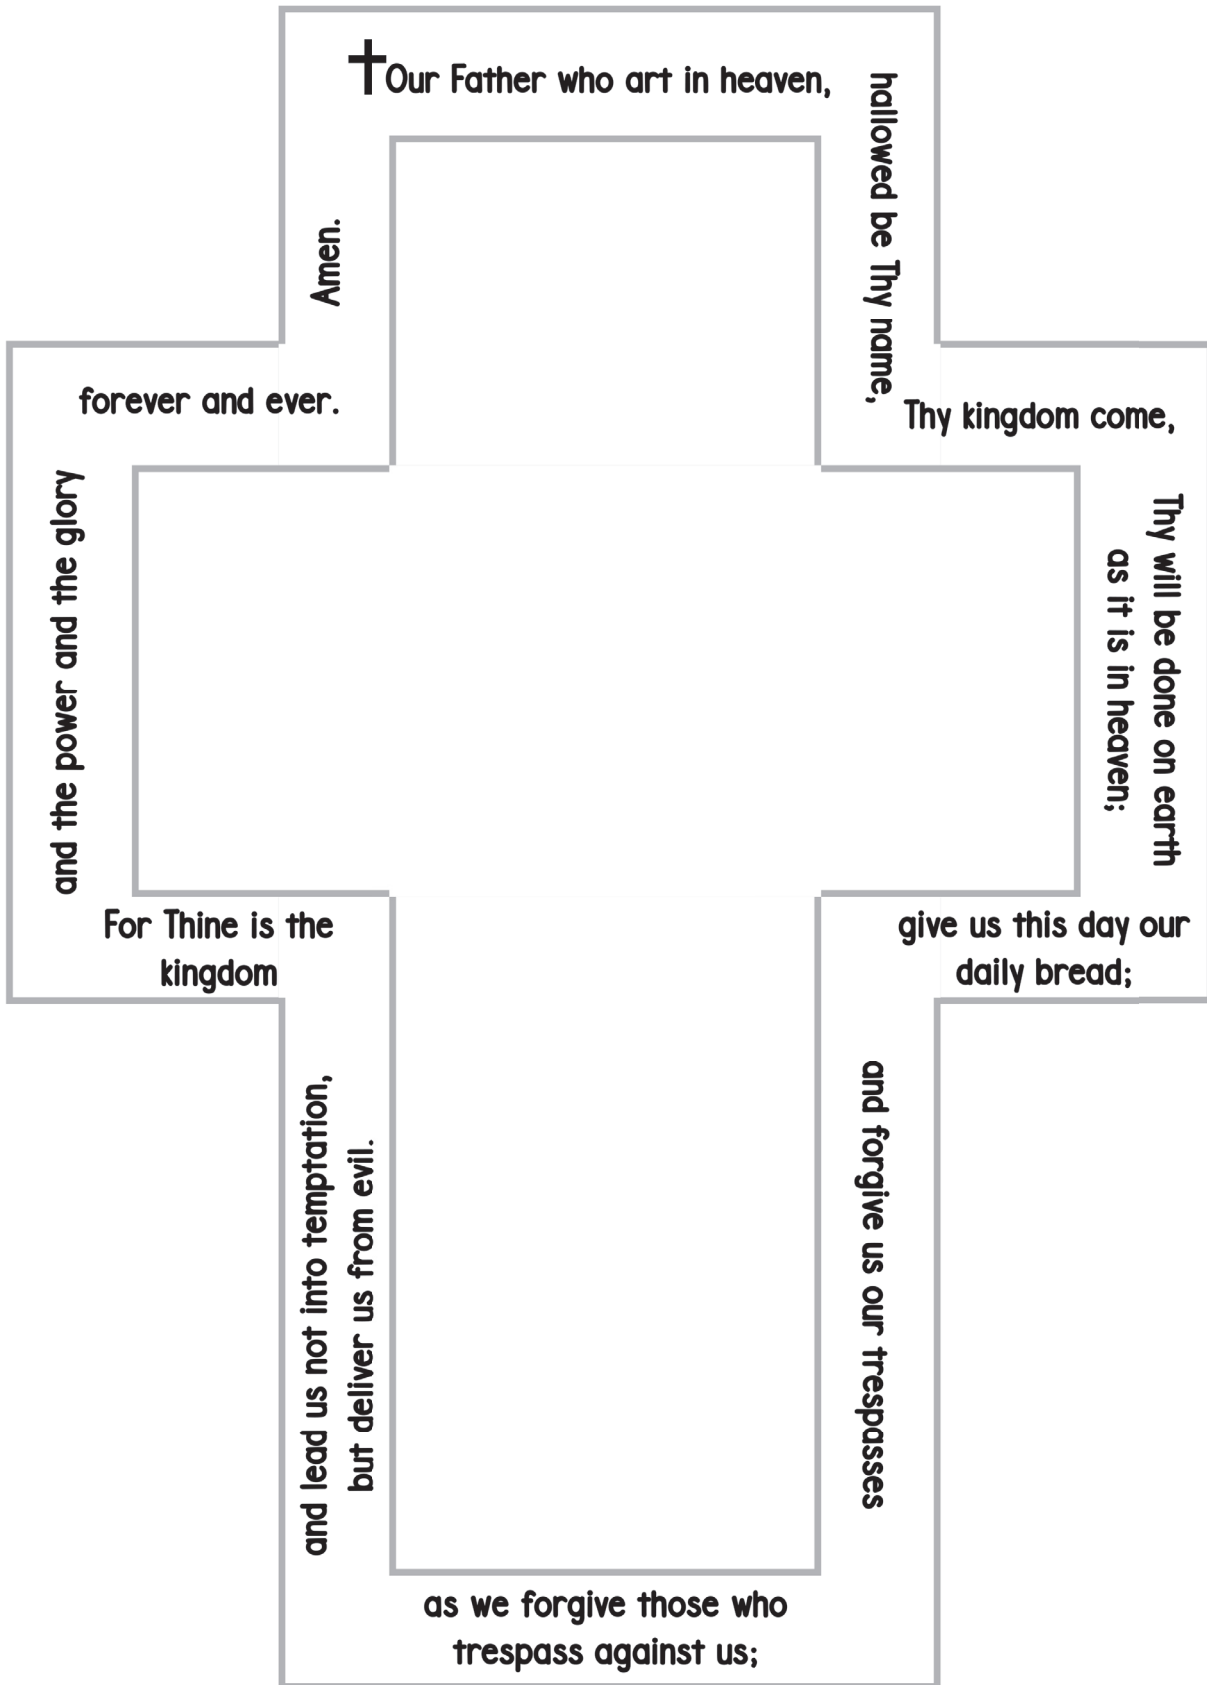 Our Father who art in heaven,
hallowed be Thy name,
Thy kingdom come,
Thy will be done on earth
as it is in heaven;
give us this day our
daily bread;
and forgive us our trespasses
as we forgive those who
trespass against us;
and lead us not into temptation,
but deliver us from evil.
For Thine is the
kingdom
and the power and the glory
forever and ever.
Amen.